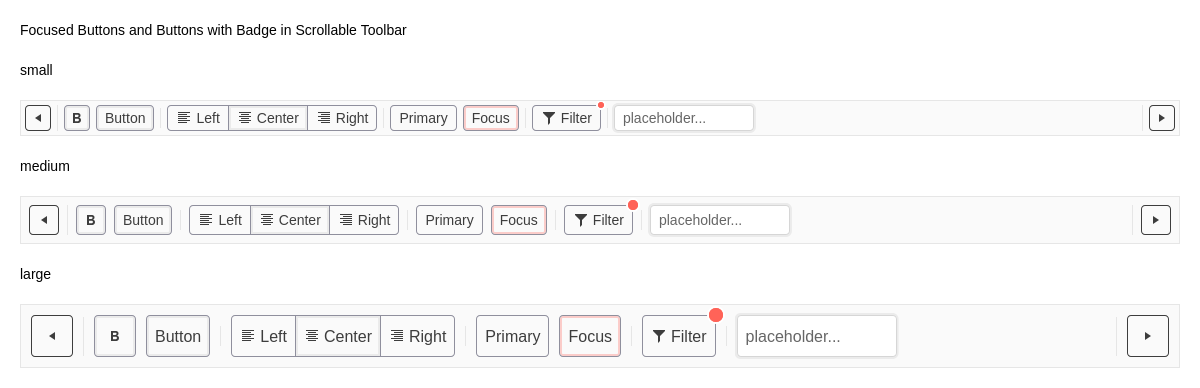 Focused Buttons and Buttons with Badge in Scrollable Toolbar
small
B Button Left Center Right Primary Focus Filter placeholder...
medium
B Button Left Center Right Primary Focus Filter placeholder...
large
B Button Left Center Right Primary Focus Filter placeholder...